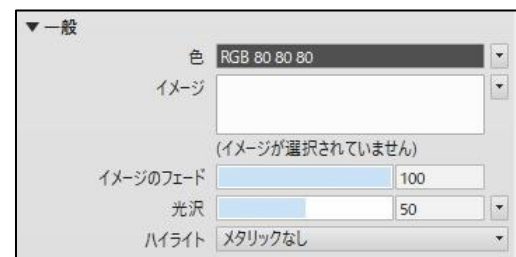 ▼ 一般
色 RGB 80 80 80
イメージ
(イメージが選択されていません)
イメージのフェード 100
光沢 50
ハイライト メタリックなし